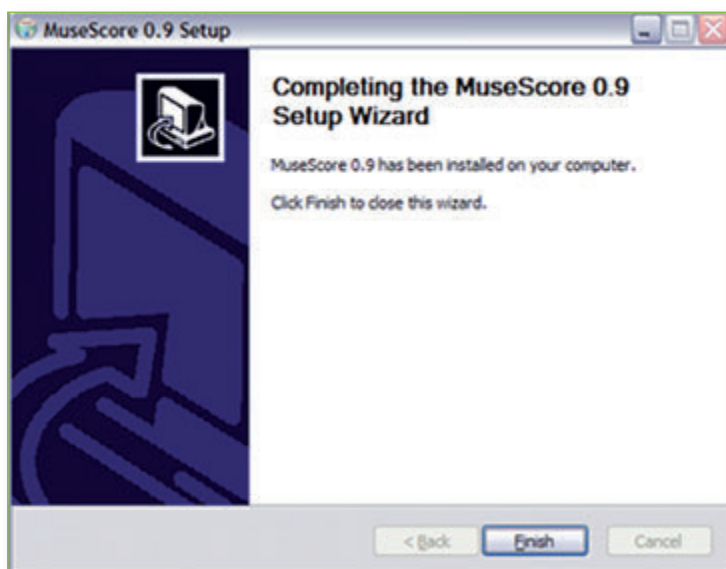 MuseScore 0.9 Setup
Completing the MuseScore 0.9
Setup Wizard
MuseScore 0.9 has been installed on your computer.
Click Finish to close this wizard.
< Back
Finish
Cancel